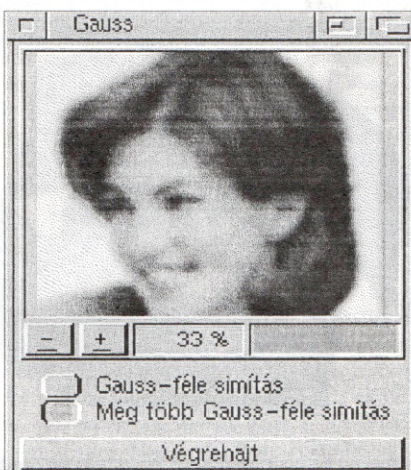 Gauss
- + 33 %
Gauss-féle simítás
Még több Gauss-féle simítás
Végrehajt